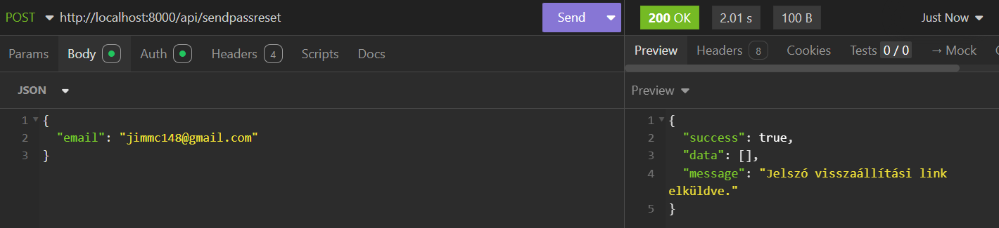 POST http://localhost:8000/api/sendpassreset Send
200 OK 2.01 s 100 B Just Now
Params Body Auth Headers 4 Scripts Docs
Preview Headers 8 Cookies Tests 0 / 0 → Mock
JSON
Preview
1 {
2 "email": "jimmc148@gmail.com"
3 }
1 {
2 "success": true,
3 "data": [],
4 "message": "Jelszó visszaállítási link
elküldve."
5 }